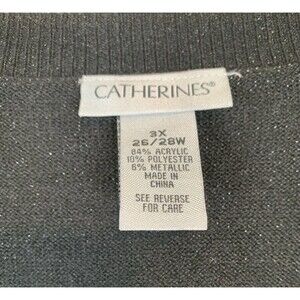 CATHERINES®
3X
26/28W
84% ACRYLIC
10% POLYESTER
6% METALLIC
MADE IN
CHINA
SEE REVERSE
FOR CARE